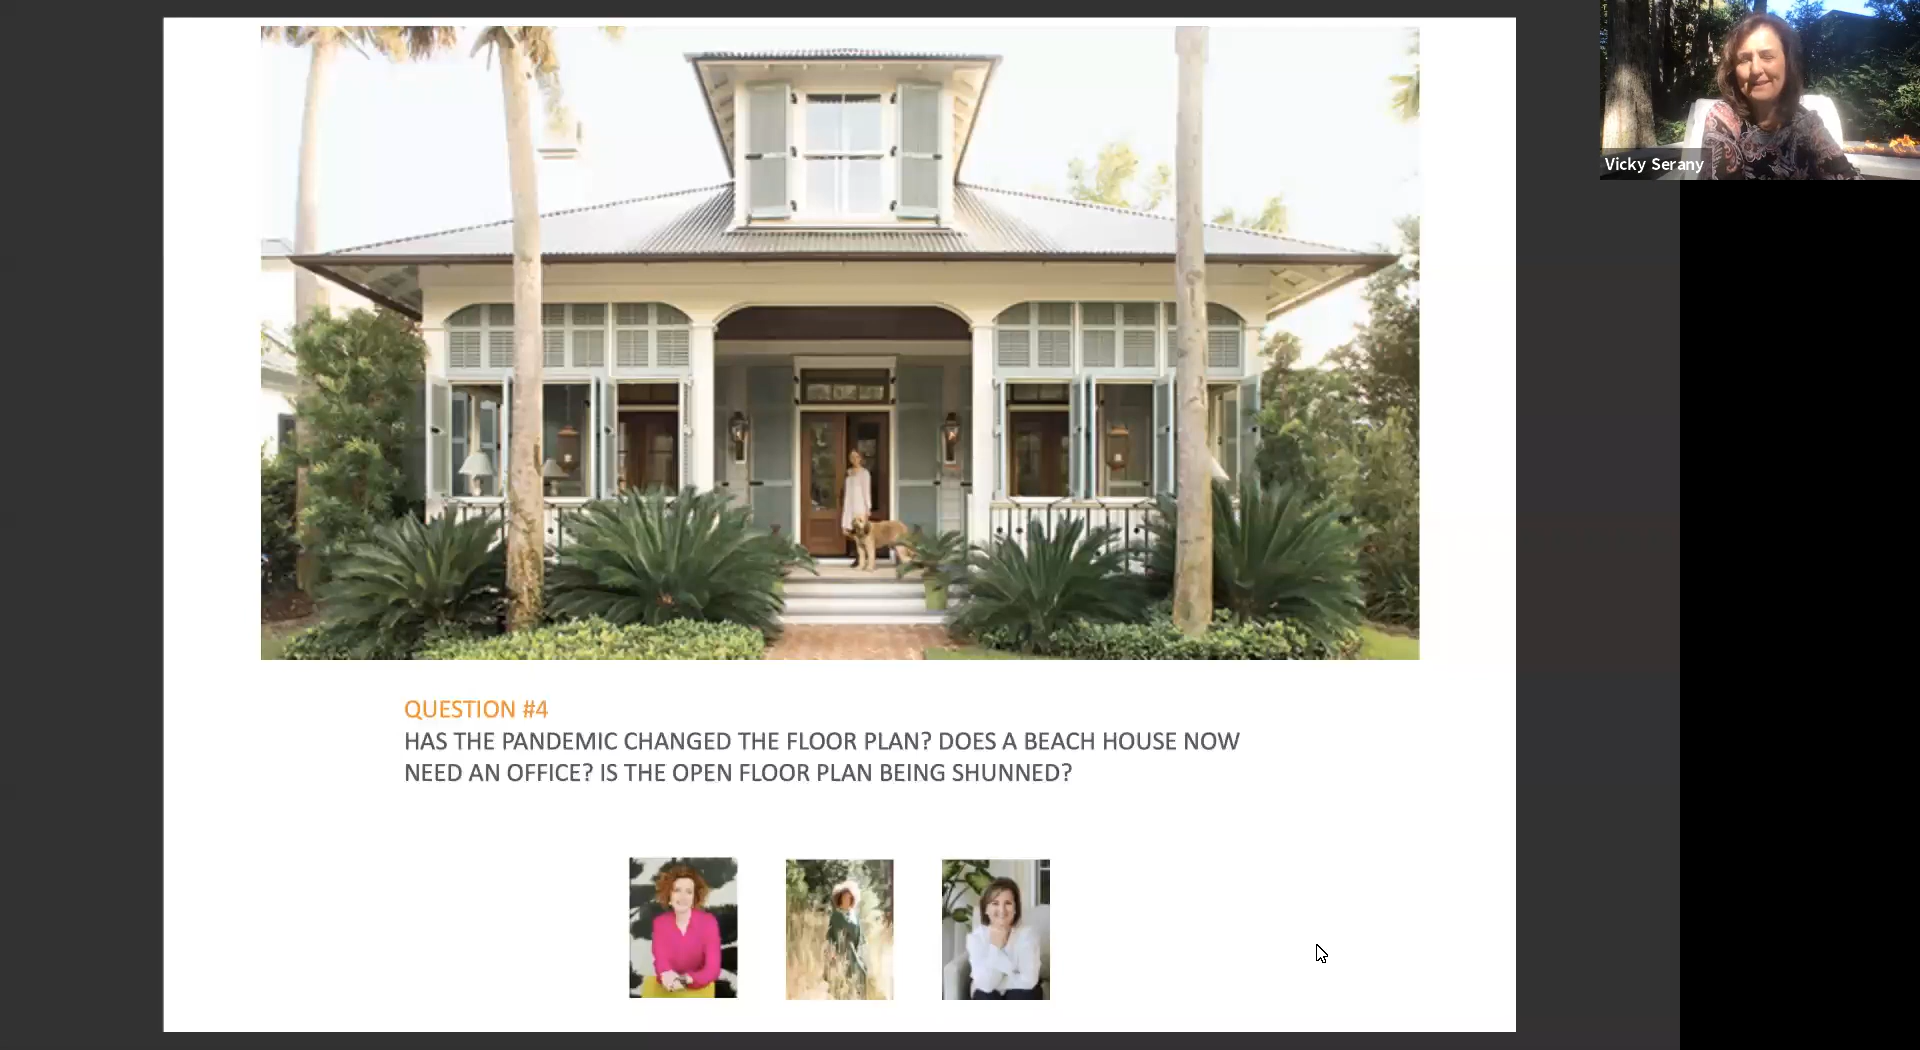 Vicky Serany
QUESTION #4
HAS THE PANDEMIC CHANGED THE FLOOR PLAN? DOES A BEACH HOUSE NOW
NEED AN OFFICE? IS THE OPEN FLOOR PLAN BEING SHUNNED?